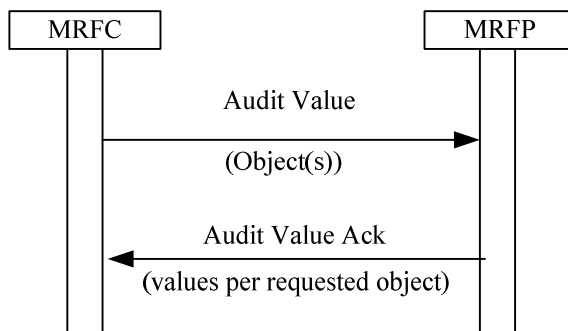 MRFC
MRFP
Audit Value
(Object(s))
Audit Value Ack
(values per requested object)